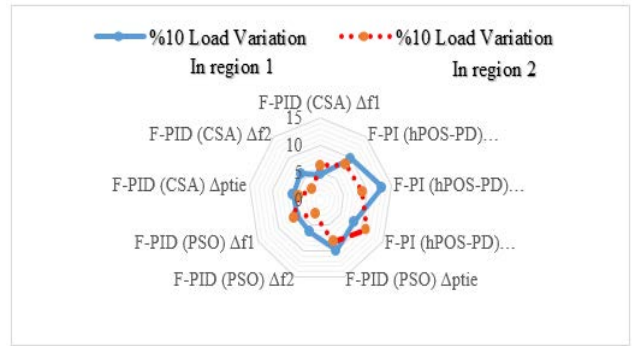 %10 Load Variation
In region 1
%10 Load Variation
In region 2
F-PID (CSA) Δf1
F-PI (hPOS-PD)...
F-PI (hPOS-PD)...
F-PI (hPOS-PD)...
F-PID (PSO) Δptie
F-PID (PSO) Δf2
F-PID (PSO) Δf1
F-PID (CSA) Δptie
F-PID (CSA) Δf2
15
10
5
0